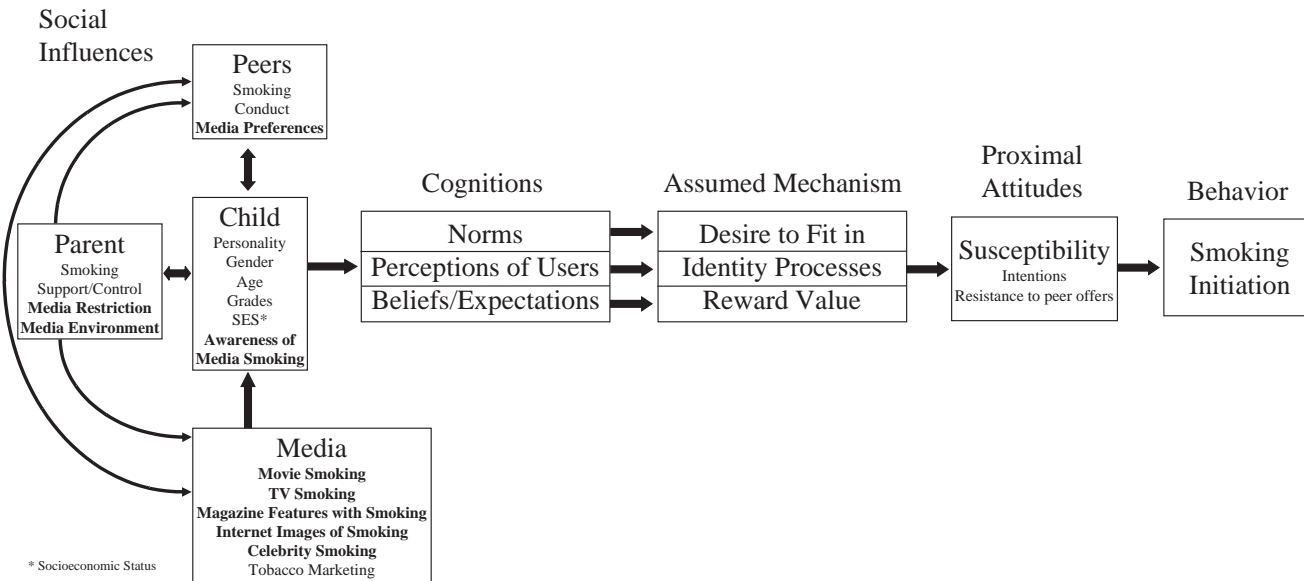 Social
Influences
Peers
Smoking
Conduct
Media Preferences
Parent
Smoking
Support/Control
Media Restriction
Media Environment
Child
Personality
Gender
Age
Grades
SES*
Awareness of
Media Smoking
Media
Movie Smoking
TV Smoking
Magazine Features with Smoking
Internet Images of Smoking
Celebrity Smoking
Tobacco Marketing
* Socioeconomic Status
Cognitions
Norms
Perceptions of Users
Beliefs/Expectations
Assumed Mechanism
Desire to Fit in
Identity Processes
Reward Value
Proximal
Attitudes
Susceptibility
Intentions
Resistance to peer offers
Behavior
Smoking
Initiation